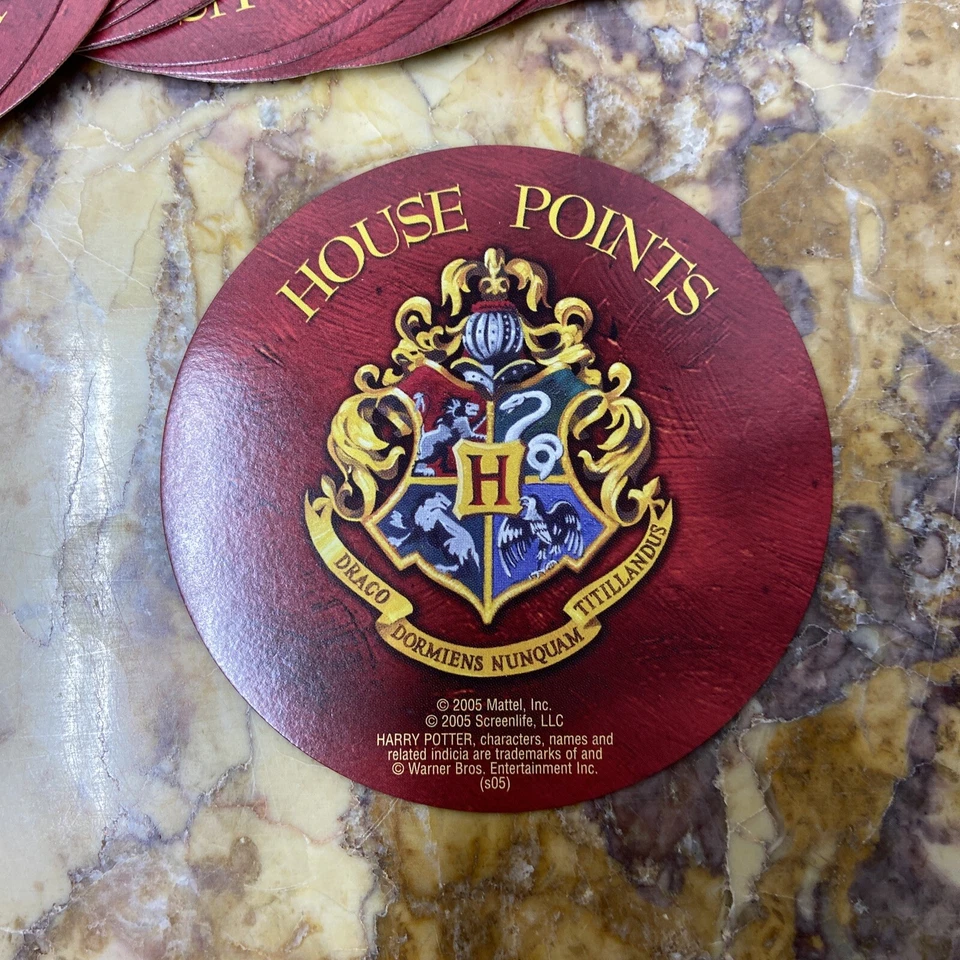 HOUSE POINTS
H
DRACO
DORMIENS NUNQUAM
TITILLANDUS
© 2005 Mattel, Inc.
© 2005 Screenlife, LLC
HARRY POTTER, characters, names and
related indicia are trademarks of and
© Warner Bros. Entertainment Inc.
(s05)